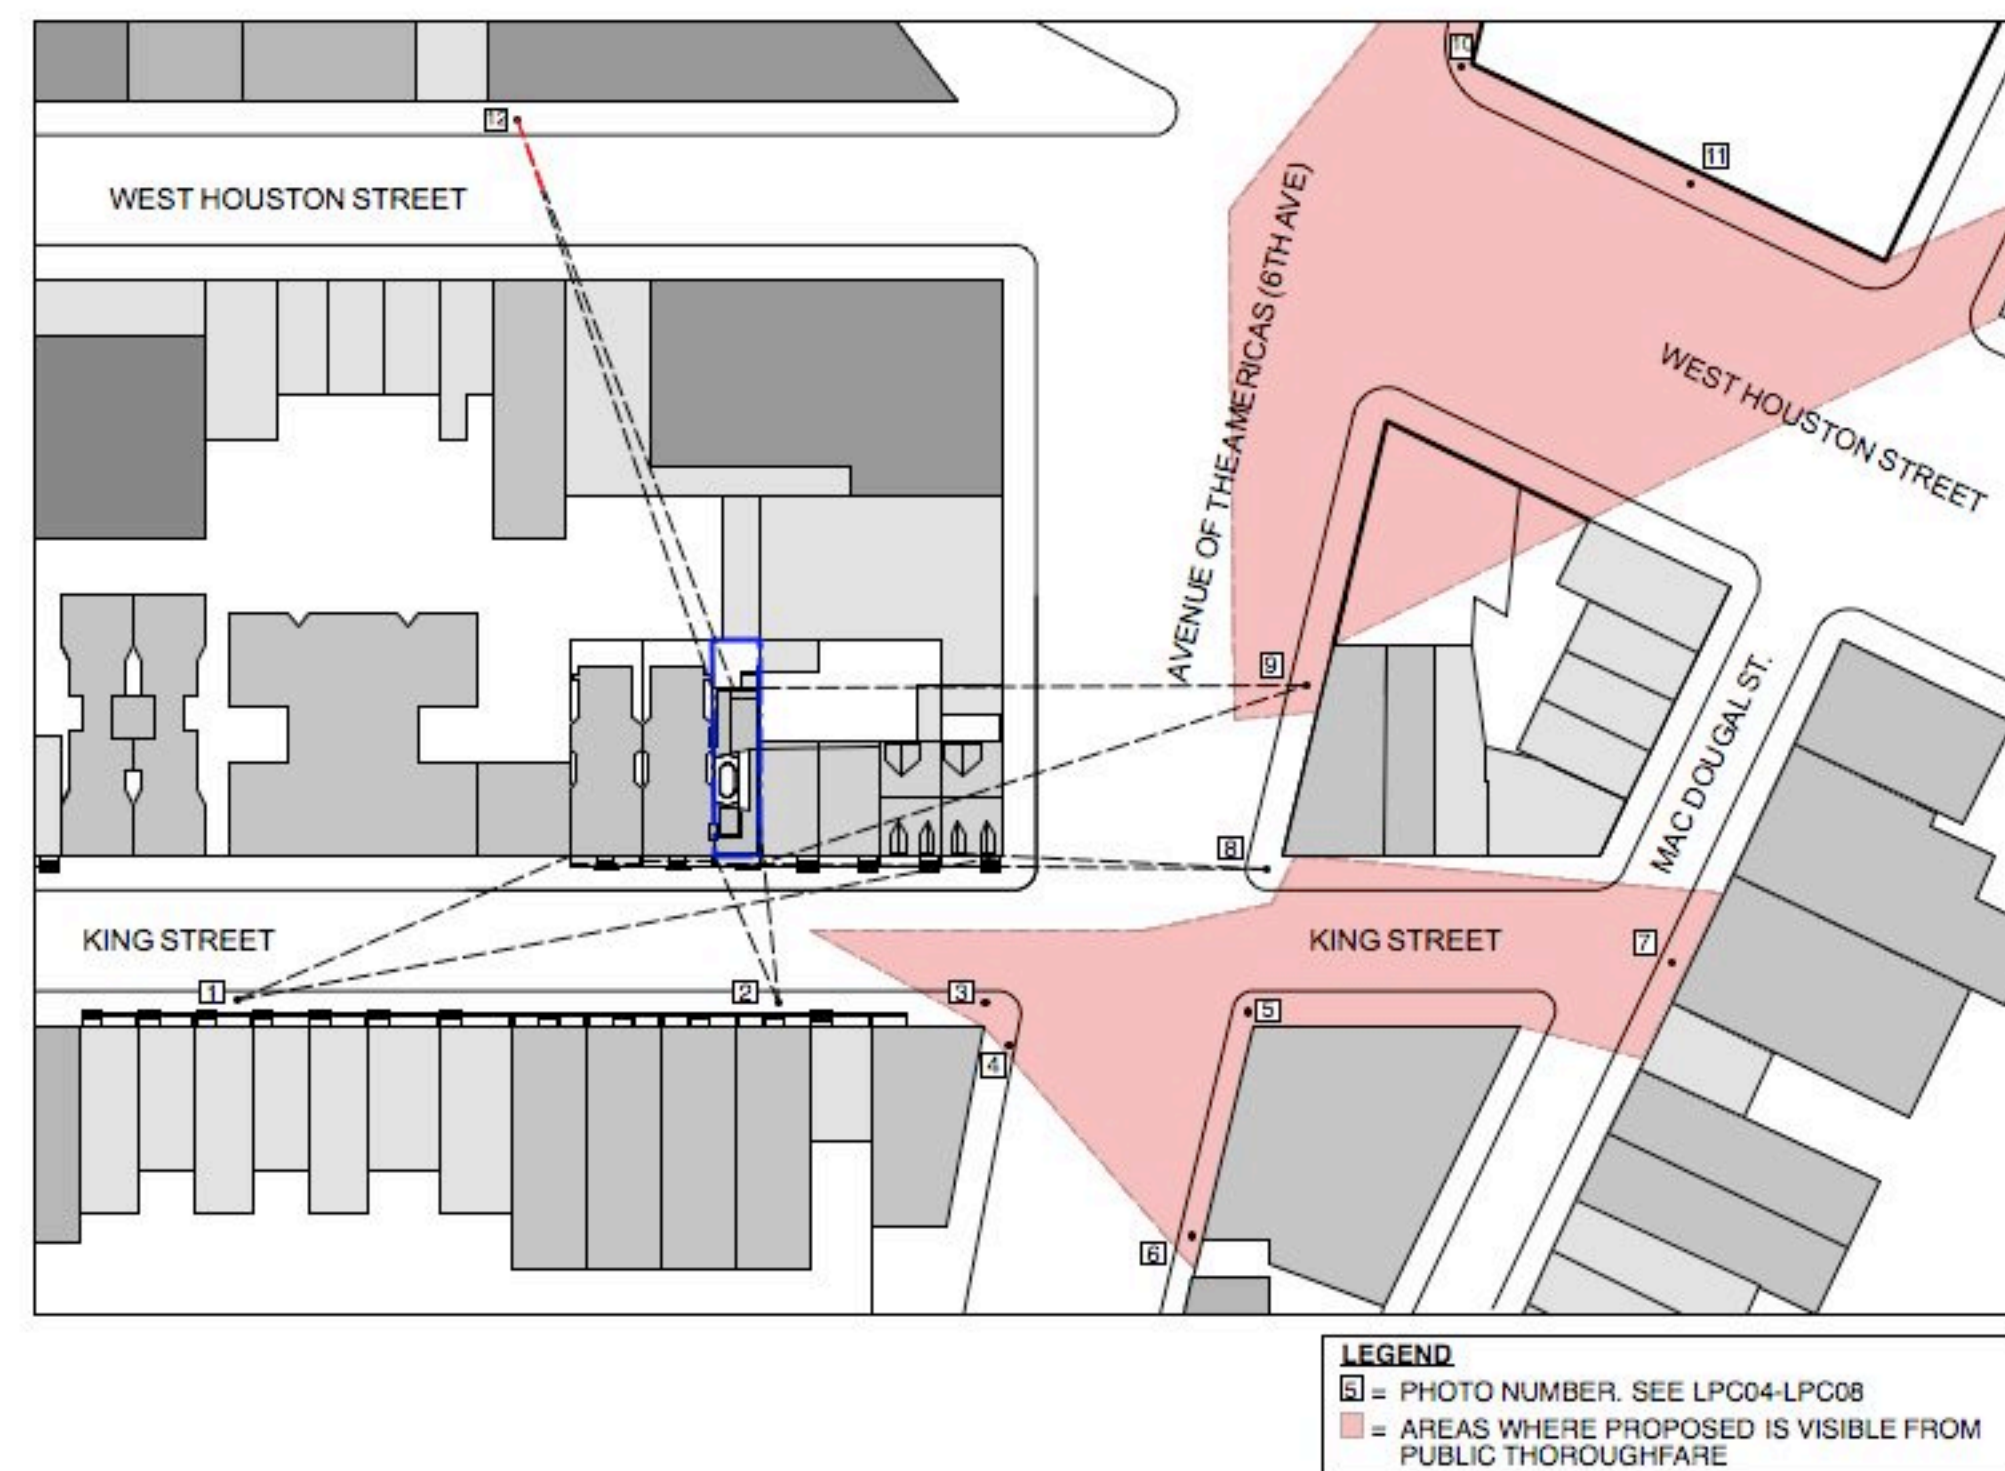 10
12
11
WEST HOUSTON STREET
AVENUE OF THE AMERICAS (6TH AVE)
WEST HOUSTON STREET
9
MAC DOUGAL ST.
8
KING STREET
KING STREET
7
1
2
3
5
4
6
LEGEND
5 = PHOTO NUMBER. SEE LPC04-LPC08
= AREAS WHERE PROPOSED IS VISIBLE FROM
PUBLIC THOROUGHFARE